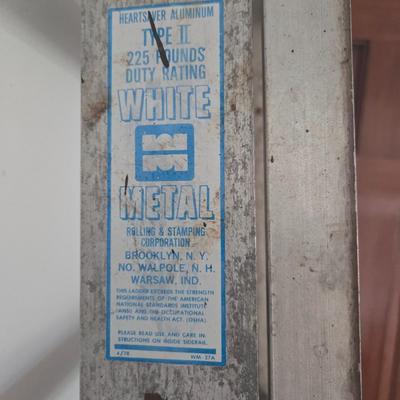 HEARTSAVER ALUMINUM
TYPE II
225 POUNDS
DUTY RATING
WHITE
METAL
ROLLING & STAMPING
CORPORATION
BROOKLYN, N.Y.
NO. WALPOLE, N. H.
WARSAW, IND.
THIS LADDER EXCEEDS THE STRENGTH
REQUIREMENTS OF THE AMERICAN
NATIONAL STANDARDS INSTITUTE
(ANSI) AND THE OCCUPATIONAL
SAFETY AND HEALTH ACT. (OSHA).
PLEASE READ USE AND CARE IN-
STRUCTIONS ON INSIDE SIDERAIL.
4/78 WM-37A